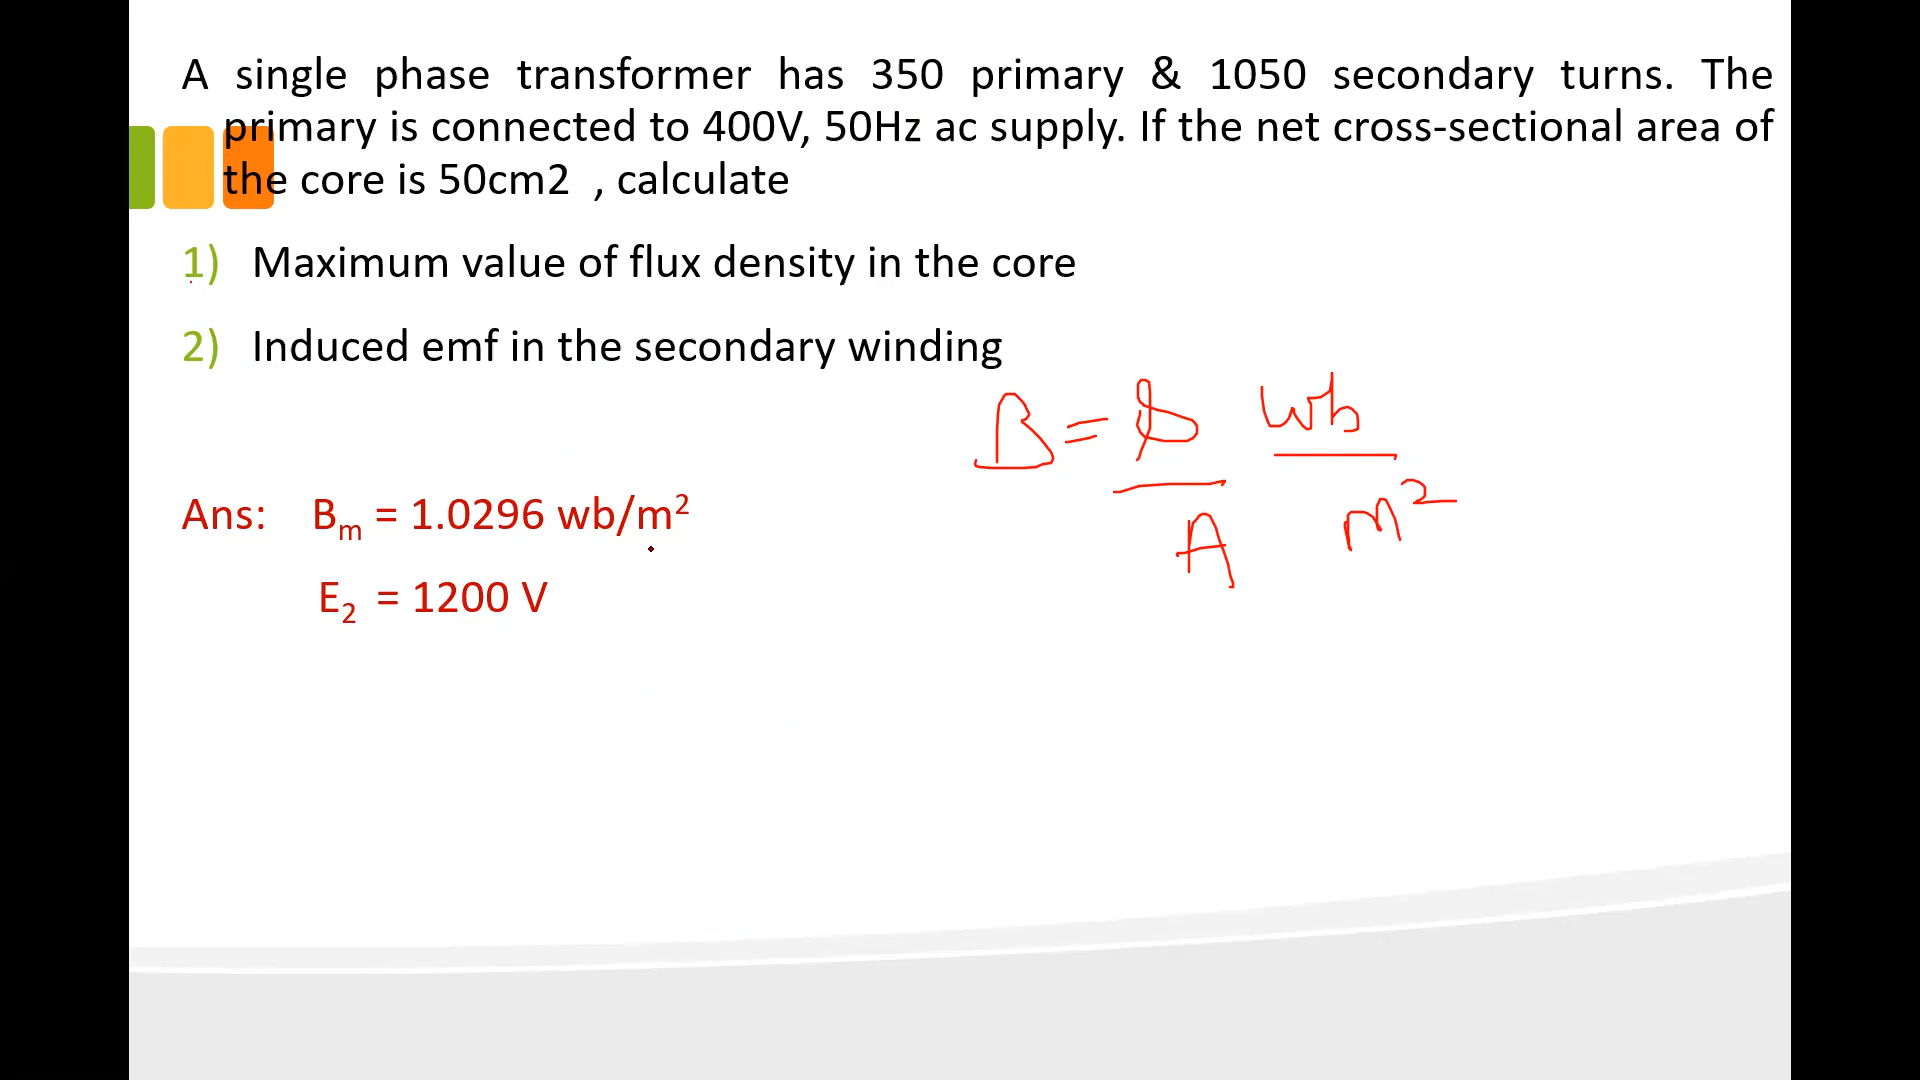 A single phase transformer has 350 primary & 1050 secondary turns. The
primary is connected to 400V, 50Hz ac supply. If the net cross-sectional area of
the core is 50cm2 , calculate
1) Maximum value of flux density in the core
2) Induced emf in the secondary winding
B = φ/A wb/m²
Ans: Bₘ = 1.0296 wb/m²
E₂ = 1200 V